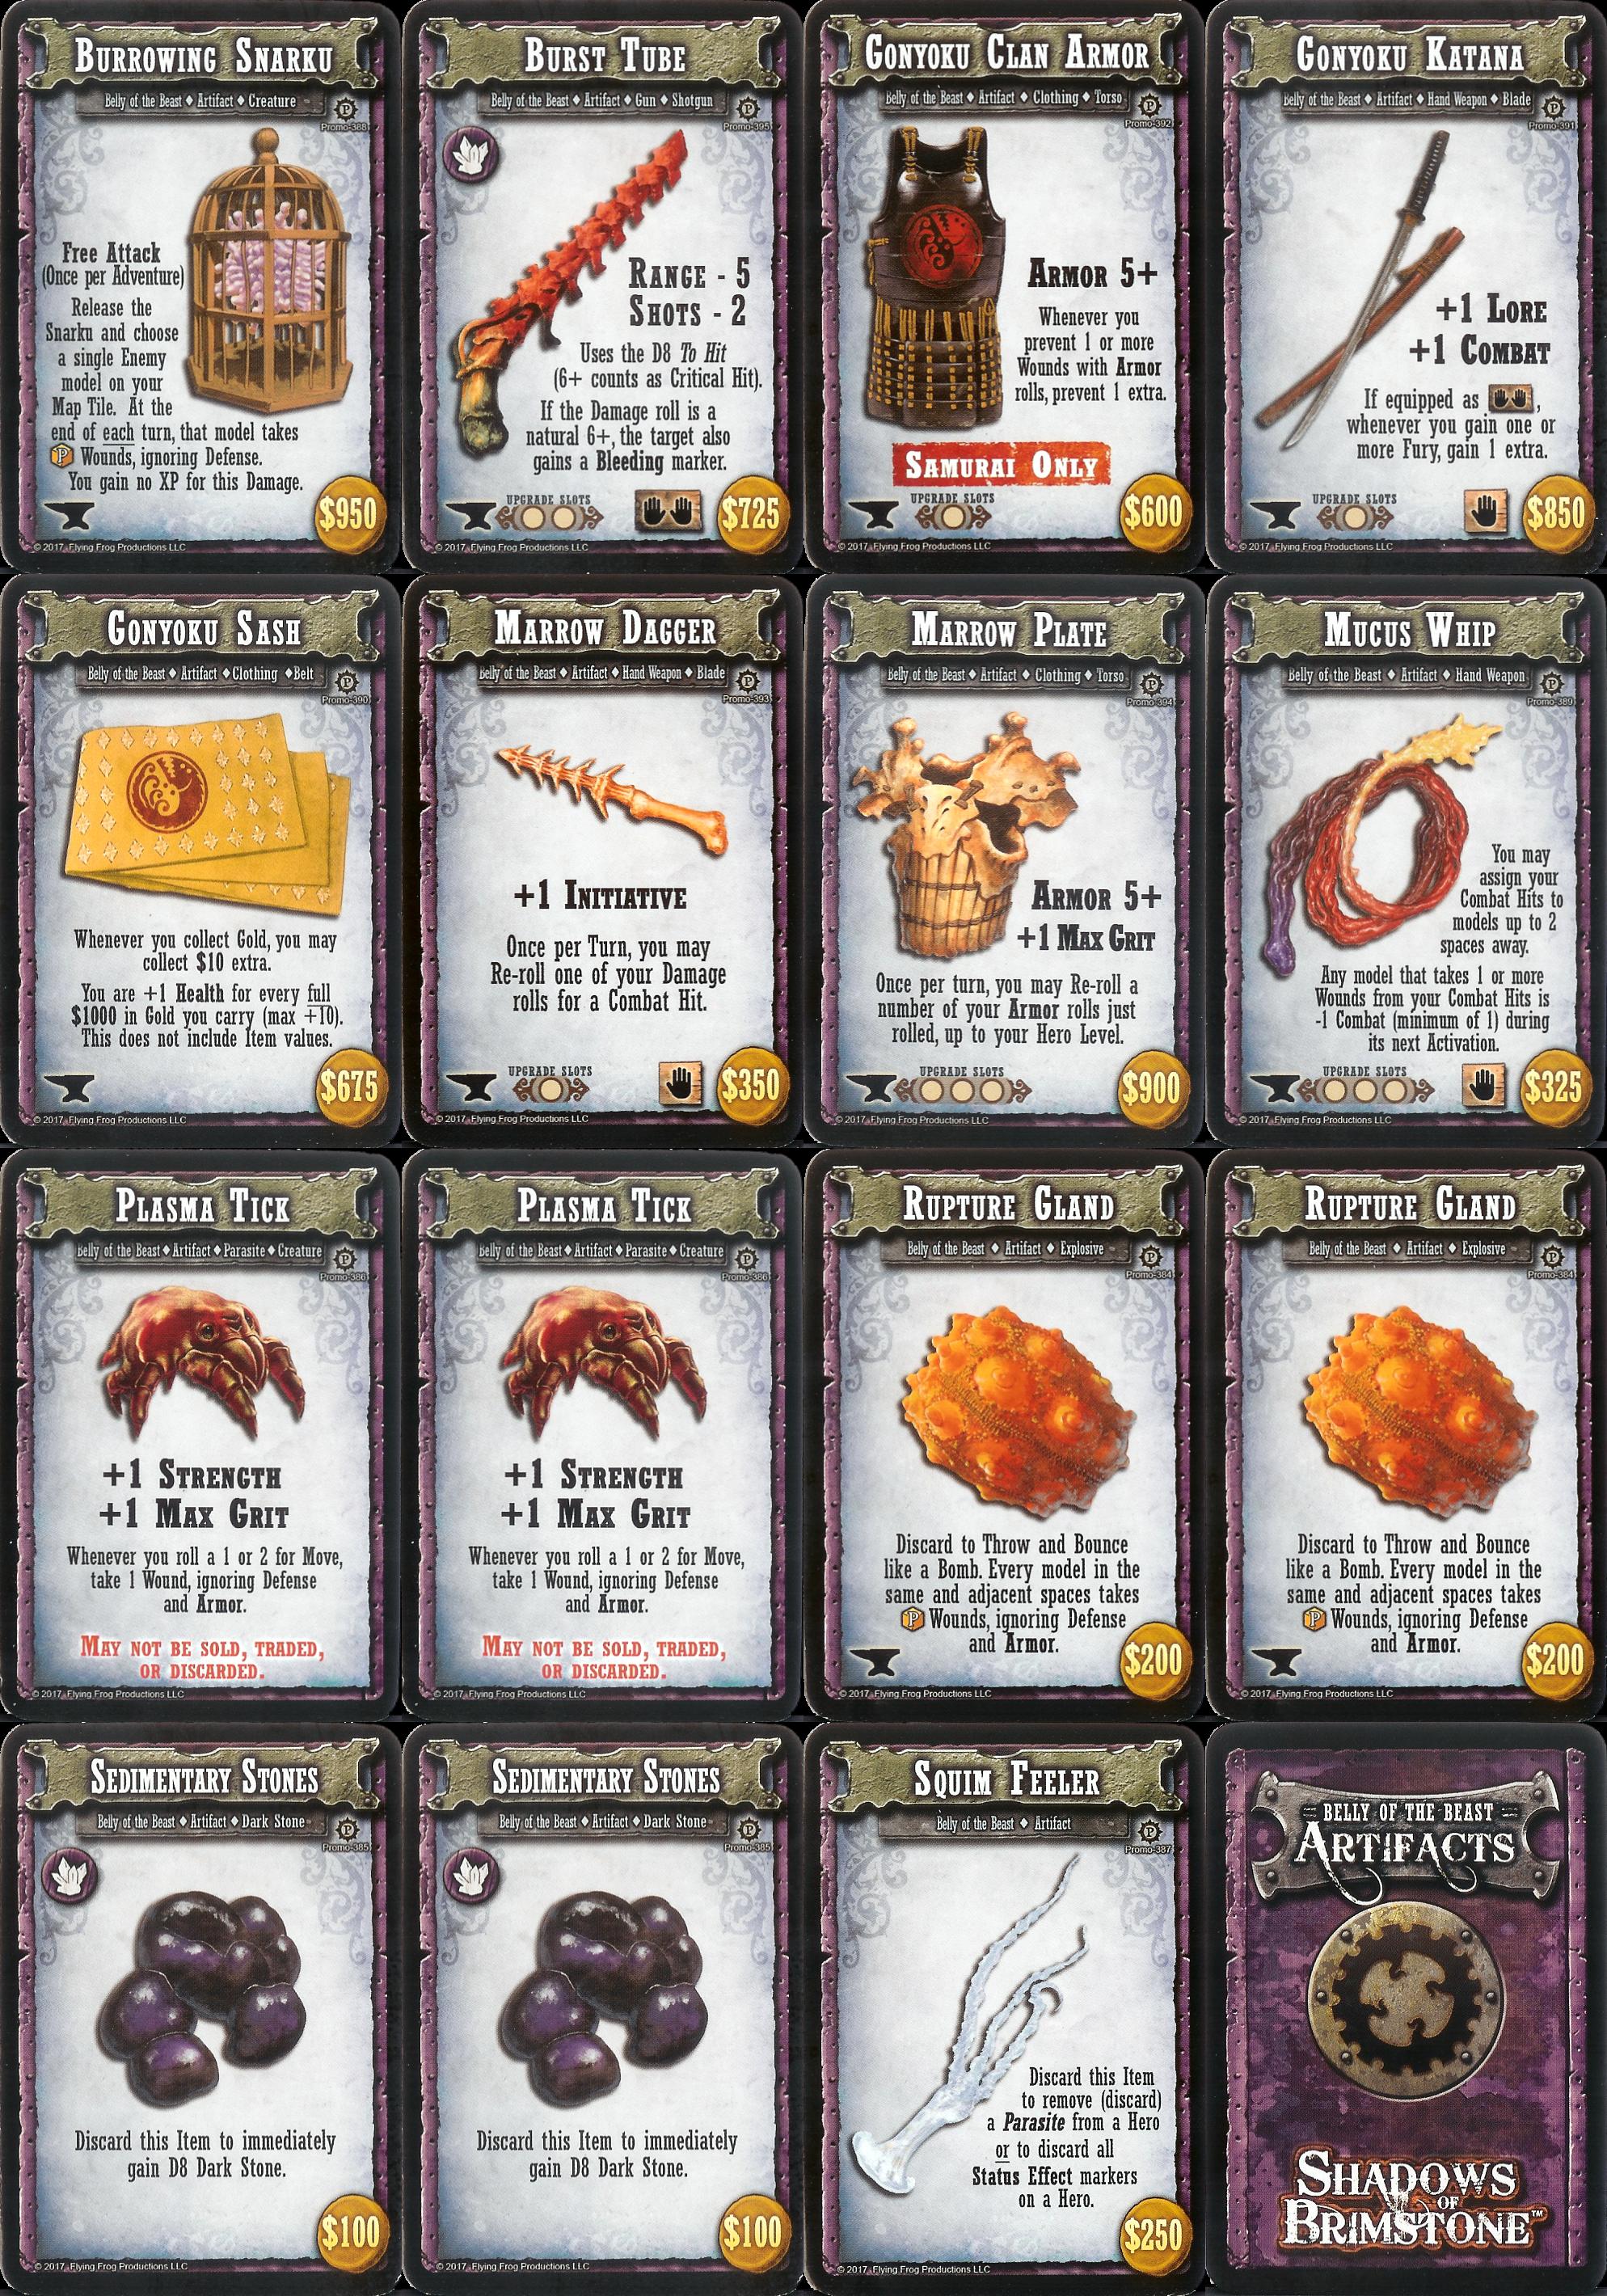 BURROWING SNARKU
Belly of the Beast ◆ Artifact ◆ Creature
P
Promo-388
Free Attack
(Once per Adventure)
Release the
Snarku and choose
a single Enemy
model on your
Map Tile. At the
end of each turn, that model takes
P Wounds, ignoring Defense.
You gain no XP for this Damage.
$950
© 2017 Flying Frog Productions LLC
BURST TUBE
Belly of the Beast ◆ Artifact ◆ Gun ◆ Shotgun
P
Promo-395
RANGE - 5
SHOTS - 2
Uses the D8 To Hit
(6+ counts as Critical Hit).
If the Damage roll is a
natural 6+, the target also
gains a Bleeding marker.
UPGRADE SLOTS
$725
© 2017 Flying Frog Productions LLC
GONYOKU CLAN ARMOR
Belly of the Beast ◆ Artifact ◆ Clothing ◆ Torso
P
Promo-392
ARMOR 5+
Whenever you
prevent 1 or more
Wounds with Armor
rolls, prevent 1 extra.
SAMURAI ONLY
UPGRADE SLOTS
$600
© 2017 Flying Frog Productions LLC
GONYOKU KATANA
Belly of the Beast ◆ Artifact ◆ Hand Weapon ◆ Blade
P
Promo-391
+1 LORE
+1 COMBAT
If equipped as ,
whenever you gain one or
more Fury, gain 1 extra.
UPGRADE SLOTS
$850
© 2017 Flying Frog Productions LLC
GONYOKU SASH
Belly of the Beast ◆ Artifact ◆ Clothing ◆ Belt
P
Promo-390
Whenever you collect Gold, you may
collect $10 extra.
You are +1 Health for every full
$1000 in Gold you carry (max +10).
This does not include Item values.
$675
© 2017 Flying Frog Productions LLC
MARROW DAGGER
Belly of the Beast ◆ Artifact ◆ Hand Weapon ◆ Blade
P
Promo-393
+1 INITIATIVE
Once per Turn, you may
Re-roll one of your Damage
rolls for a Combat Hit.
UPGRADE SLOTS
$350
© 2017 Flying Frog Productions LLC
MARROW PLATE
Belly of the Beast ◆ Artifact ◆ Clothing ◆ Torso
P
Promo-394
ARMOR 5+
+1 MAX GRIT
Once per turn, you may Re-roll a
number of your Armor rolls just
rolled, up to your Hero Level.
UPGRADE SLOTS
$900
© 2017 Flying Frog Productions LLC
MUCUS WHIP
Belly of the Beast ◆ Artifact ◆ Hand Weapon
P
Promo-389
You may
assign your
Combat Hits to
models up to 2
spaces away.
Any model that takes 1 or more
Wounds from your Combat Hits is
-1 Combat (minimum of 1) during
its next Activation.
UPGRADE SLOTS
$325
© 2017 Flying Frog Productions LLC
PLASMA TICK
Belly of the Beast ◆ Artifact ◆ Parasite ◆ Creature
P
Promo-386
+1 STRENGTH
+1 MAX GRIT
Whenever you roll a 1 or 2 for Move,
take 1 Wound, ignoring Defense
and Armor.
MAY NOT BE SOLD, TRADED,
OR DISCARDED.
© 2017 Flying Frog Productions LLC
PLASMA TICK
Belly of the Beast ◆ Artifact ◆ Parasite ◆ Creature
P
Promo-386
+1 STRENGTH
+1 MAX GRIT
Whenever you roll a 1 or 2 for Move,
take 1 Wound, ignoring Defense
and Armor.
MAY NOT BE SOLD, TRADED,
OR DISCARDED.
© 2017 Flying Frog Productions LLC
RUPTURE GLAND
Belly of the Beast ◆ Artifact ◆ Explosive
P
Promo-384
Discard to Throw and Bounce
like a Bomb. Every model in the
same and adjacent spaces takes
P Wounds, ignoring Defense
and Armor.
$200
© 2017 Flying Frog Productions LLC
RUPTURE GLAND
Belly of the Beast ◆ Artifact ◆ Explosive
P
Promo-384
Discard to Throw and Bounce
like a Bomb. Every model in the
same and adjacent spaces takes
P Wounds, ignoring Defense
and Armor.
$200
© 2017 Flying Frog Productions LLC
SEDIMENTARY STONES
Belly of the Beast ◆ Artifact ◆ Dark Stone
P
Promo-385
Discard this Item to immediately
gain D8 Dark Stone.
$100
© 2017 Flying Frog Productions LLC
SEDIMENTARY STONES
Belly of the Beast ◆ Artifact ◆ Dark Stone
P
Promo-385
Discard this Item to immediately
gain D8 Dark Stone.
$100
© 2017 Flying Frog Productions LLC
SQUIM FEELER
Belly of the Beast ◆ Artifact
P
Promo-387
Discard this Item
to remove (discard)
a Parasite from a Hero
or to discard all
Status Effect markers
on a Hero.
$250
© 2017 Flying Frog Productions LLC
BELLY OF THE BEAST
ARTIFACTS
SHADOWS
OF
BRIMSTONE™